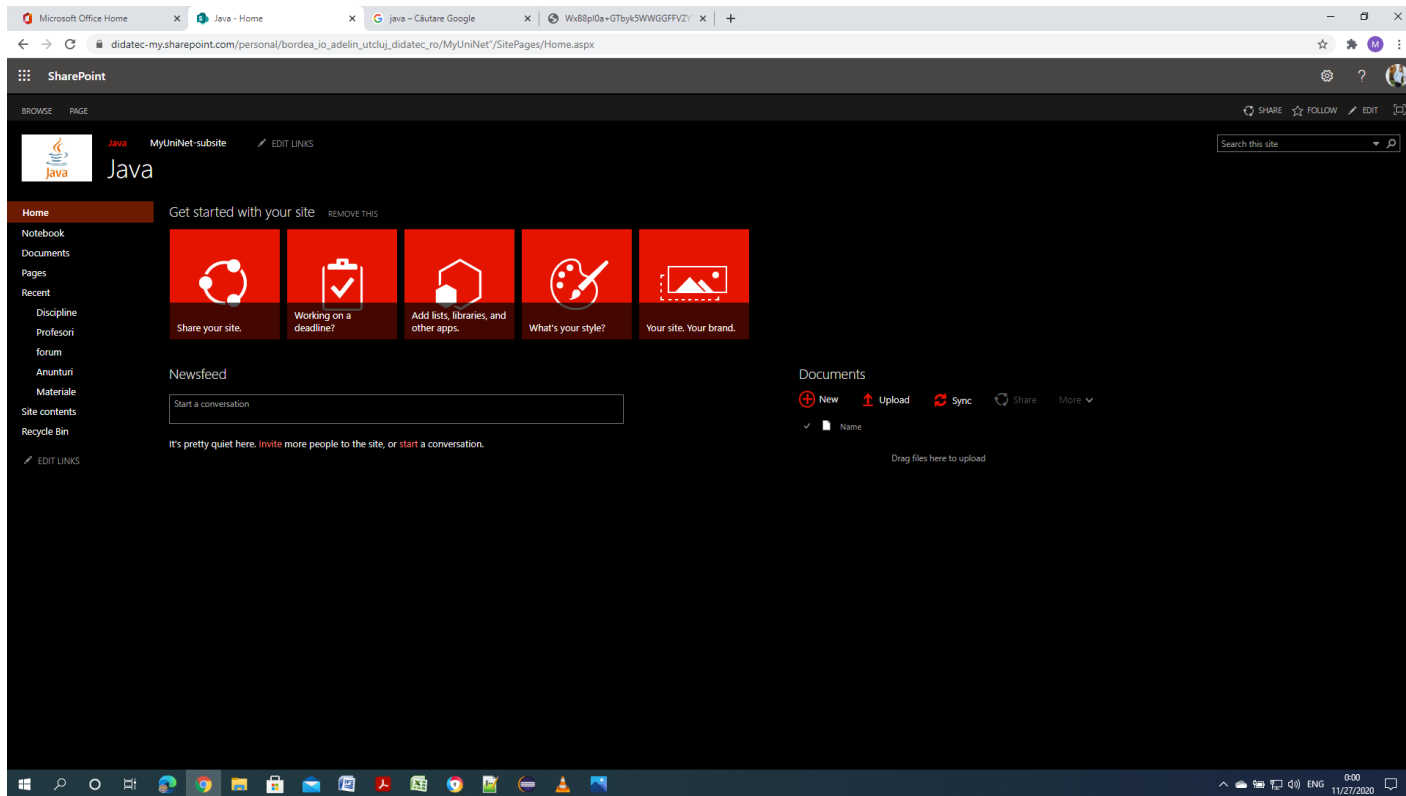 Microsoft Office Home
Java - Home
java – Căutare Google
didatec-my.sharepoint.com/personal/bordea_io_adelin_utcluj_didatec_ro/MyUniNet"/SitePages/Home.aspx
M
SharePoint
?
BROWSE PAGE
SHARE FOLLOW EDIT
Java
Java MyUniNet-subsite EDIT LINKS
Search this site
Java
Home
Notebook
Documents
Pages
Recent
Discipline
Profesori
forum
Anunturi
Materiale
Site contents
Recycle Bin
EDIT LINKS
Get started with your site REMOVE THIS
Share your site.
Working on a
deadline?
Add lists, libraries, and
other apps.
What's your style?
Your site. Your brand.
Newsfeed
Start a conversation
It's pretty quiet here. Invite more people to the site, or start a conversation.
Documents
New Upload Sync Share More
Name
Drag files here to upload
ENG
0:00
11/27/2020